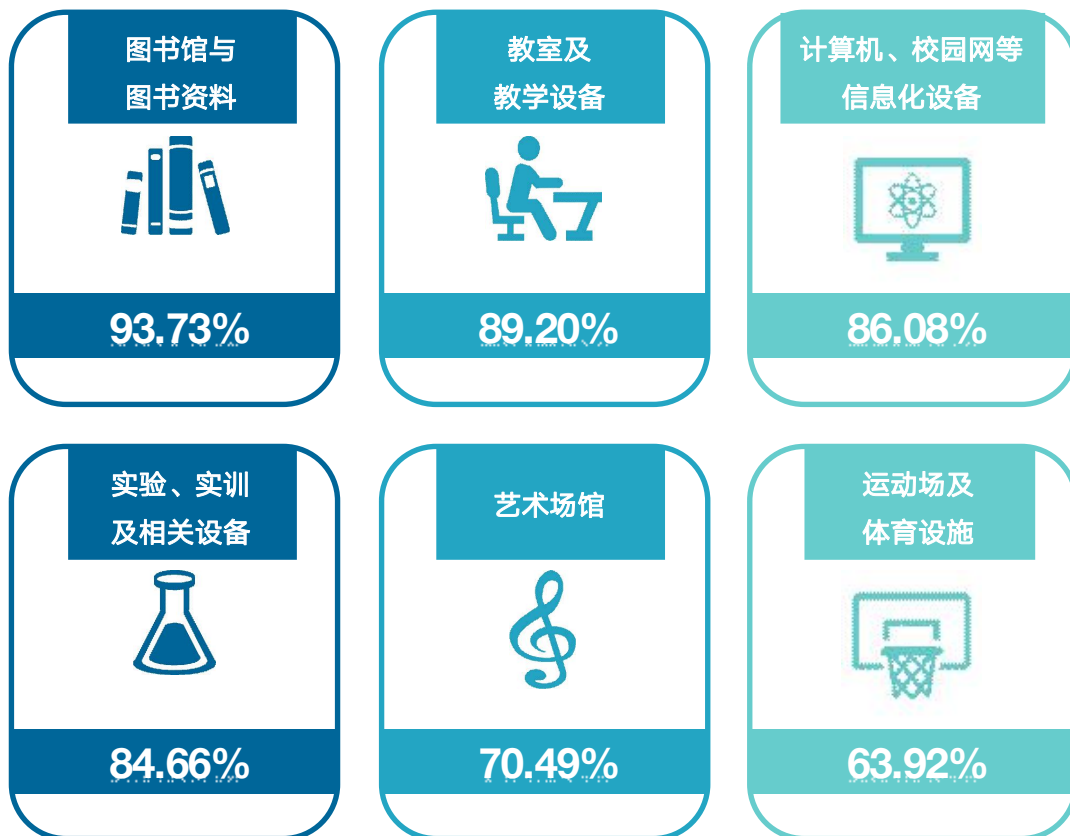 图书馆与
图书资料
93.73%
教室及
教学设备
89.20%
计算机、校园网等
信息化设备
86.08%
实验、实训
及相关设备
84.66%
艺术场馆
70.49%
运动场及
体育设施
63.92%